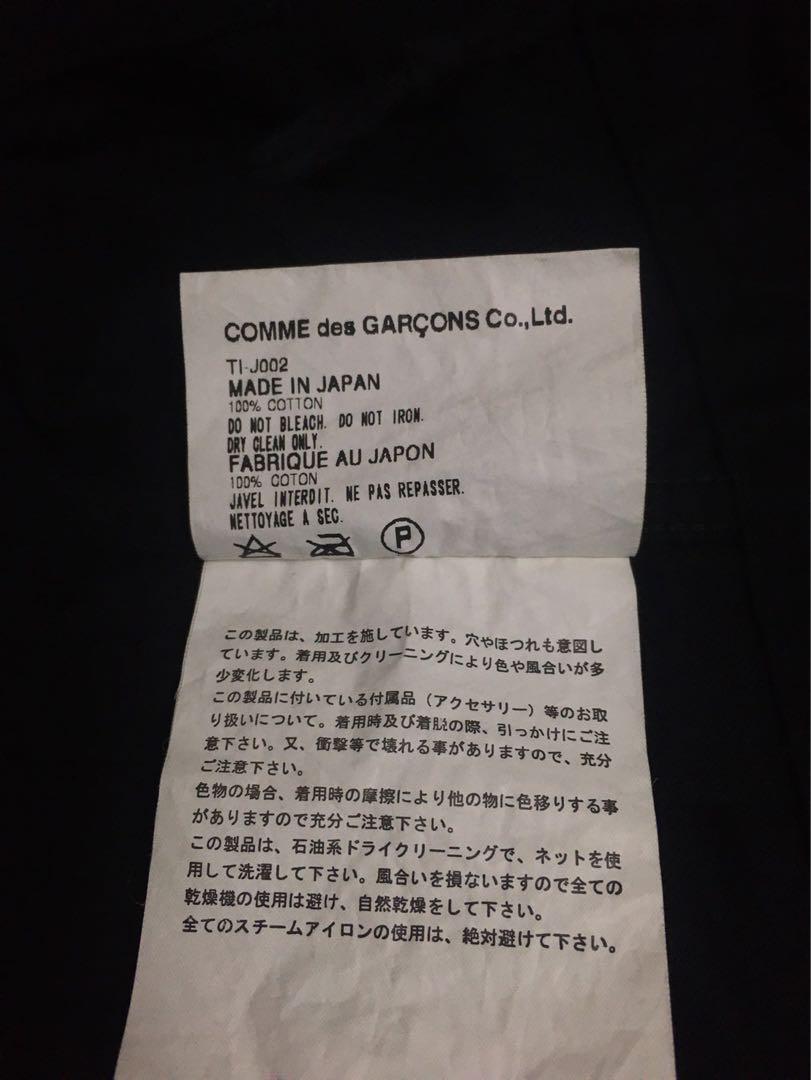 COMME des GARÇONS Co.,Ltd.
TI-J002
MADE IN JAPAN
100% COTTON
DO NOT BLEACH. DO NOT IRON.
DRY CLEAN ONLY.
FABRIQUE AU JAPON
100% COTON
JAVEL INTERDIT. NE PAS REPASSER.
NETTOYAGE A SEC.
P
この製品は、加工を施しています。穴やほつれも意図し
ています。着用及びクリーニングにより色や風合いが多
少変化します。
この製品に付いている付属品（アクセサリー）等のお取
り扱いについて。着用時及び着脱の際、引っかけにご注
意下さい。又、衝撃等で壊れる事がありますので、充分
ご注意下さい。
色物の場合、着用時の摩擦により他の物に色移りする事
がありますので充分ご注意下さい。
この製品は、石油系ドライクリーニングで、ネットを使
用して洗濯して下さい。風合いを損ないますので全ての
乾燥機の使用は避け、自然乾燥をして下さい。
全てのスチームアイロンの使用は、絶対避けて下さい。